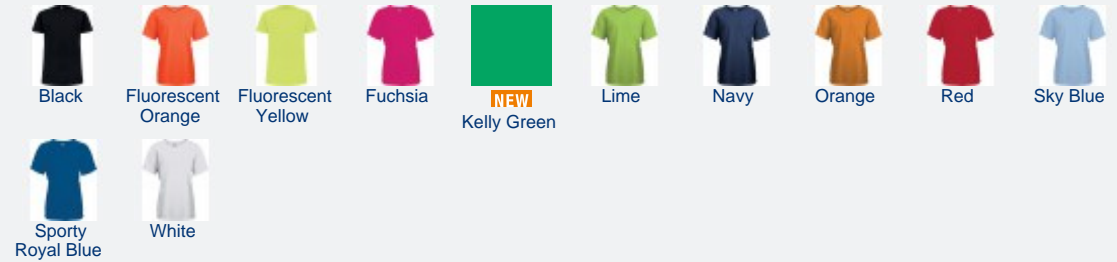 Black
Fluorescent
Orange
Fluorescent
Yellow
Fuchsia
NEW
Kelly Green
Lime
Navy
Orange
Red
Sky Blue
Sporty
Royal Blue
White